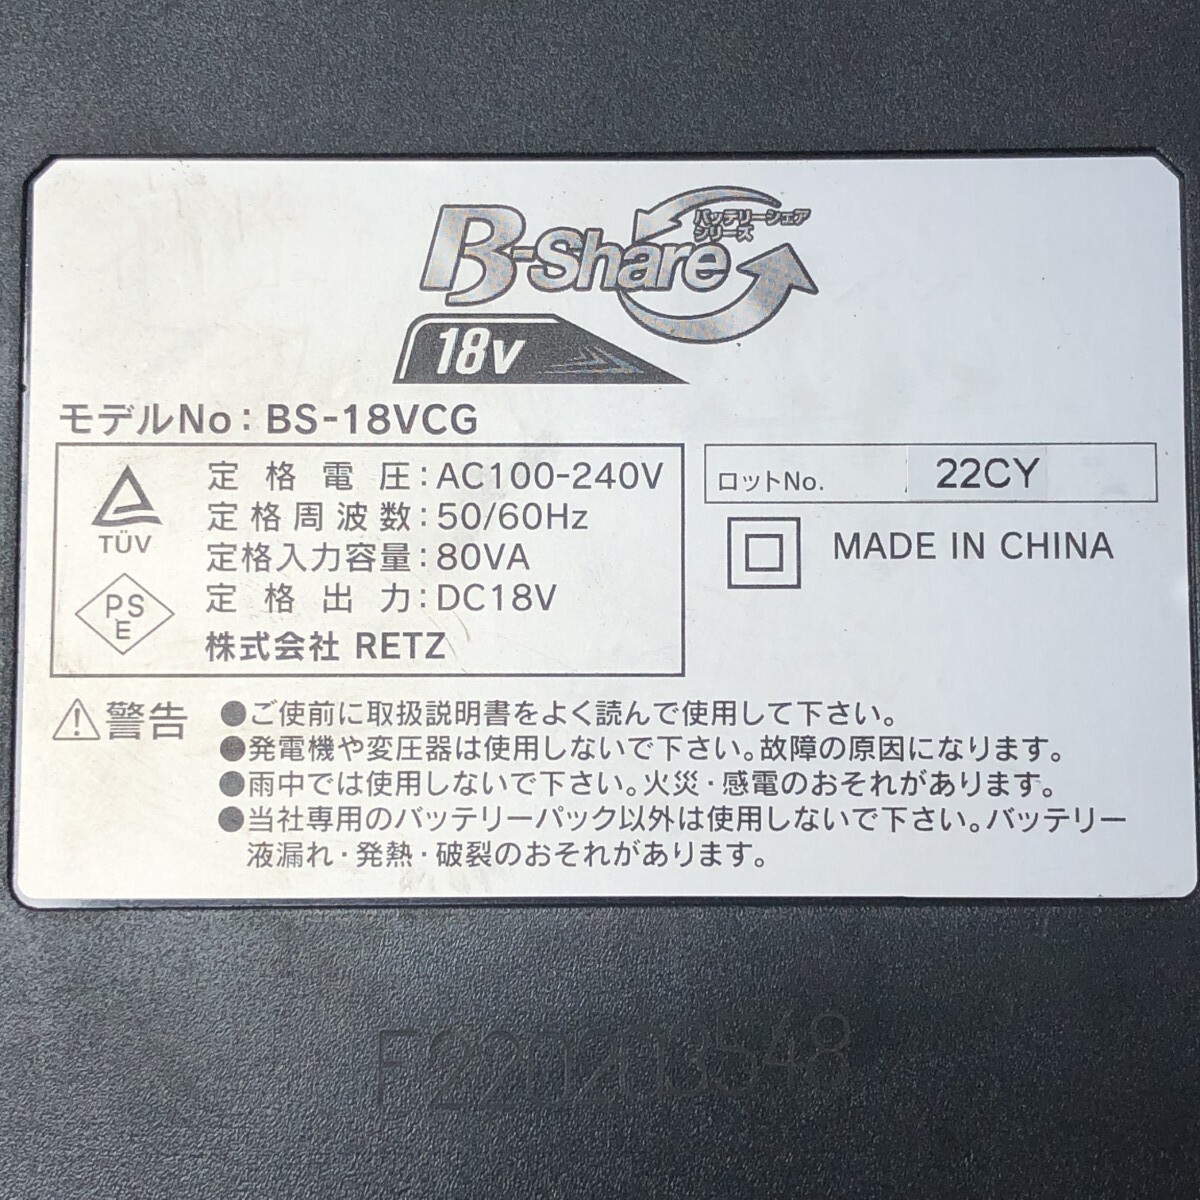 B-Share
バッテリーシェア
シリーズ
18v
モデルNo：BS-18VCG
TÜV
PS
E
定格電圧：AC100-240V
定格周波数：50/60Hz
定格入力容量：80VA
定格出力：DC18V
株式会社 RETZ
ロットNo. 22CY
MADE IN CHINA
警告
●ご使用前に取扱説明書をよく読んで使用して下さい。
●発電機や変圧器は使用しないで下さい。故障の原因になります。
●雨中では使用しないで下さい。火災・感電のおそれがあります。
●当社専用のバッテリーパック以外は使用しないで下さい。バッテリー
液漏れ・発熱・破裂のおそれがあります。